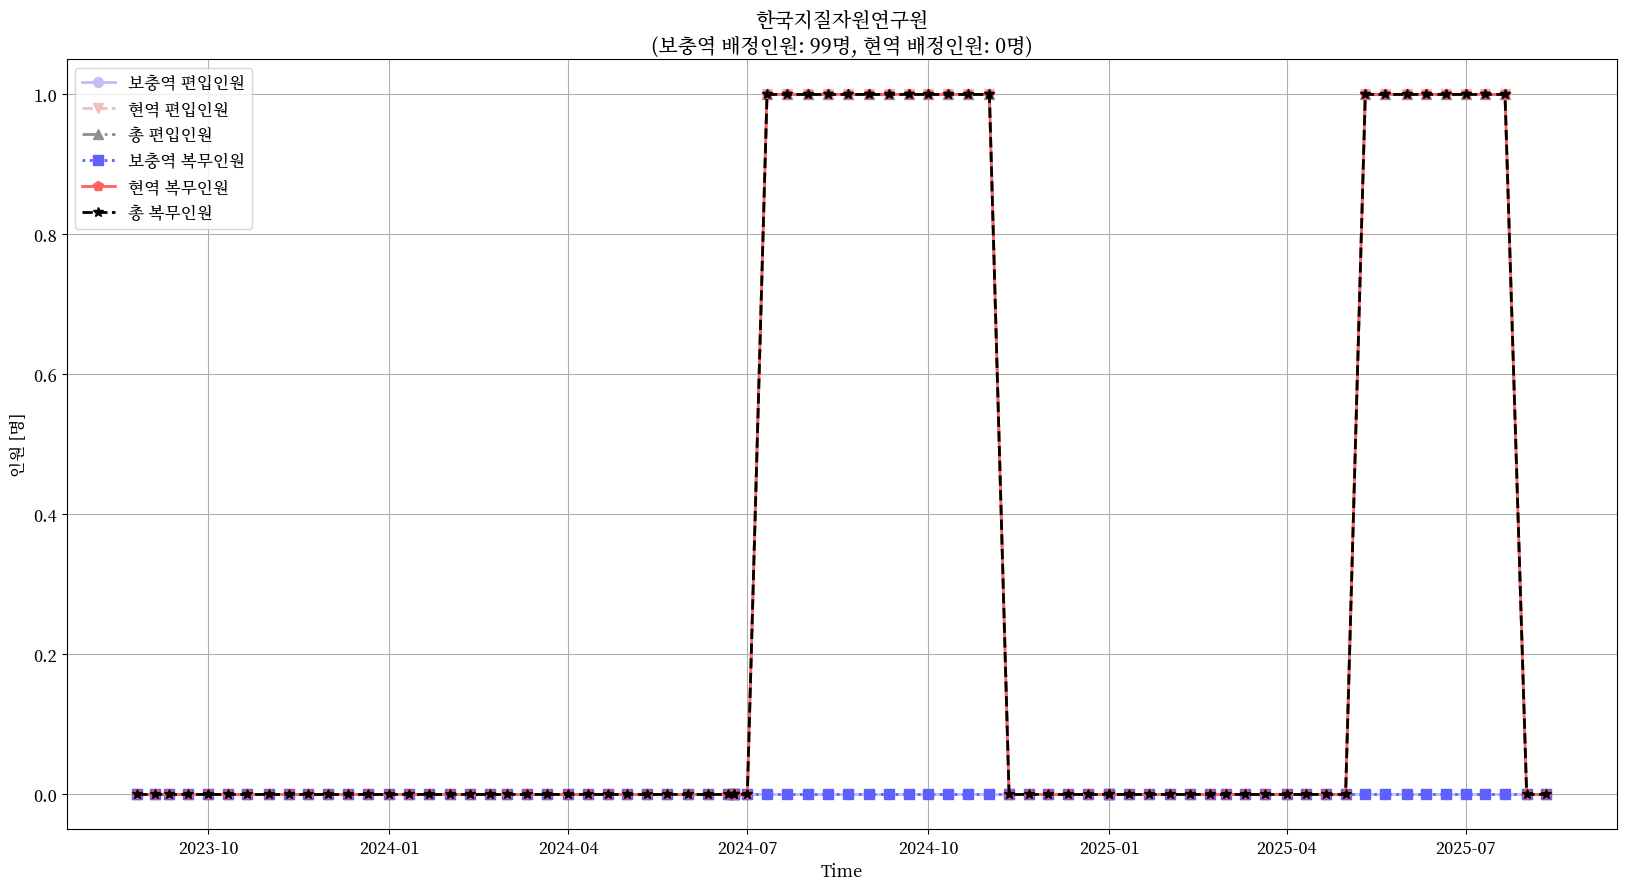 한국지질자원연구원
(보충역 배정인원: 99명, 현역 배정인원: 0명)
보충역 편입인원
현역 편입인원
총 편입인원
보충역 복무인원
현역 복무인원
총 복무인원
인원 [명]
1.0
0.8
0.6
0.4
0.2
0.0
2023-10 2024-01 2024-04 2024-07 2024-10 2025-01 2025-04 2025-07
Time